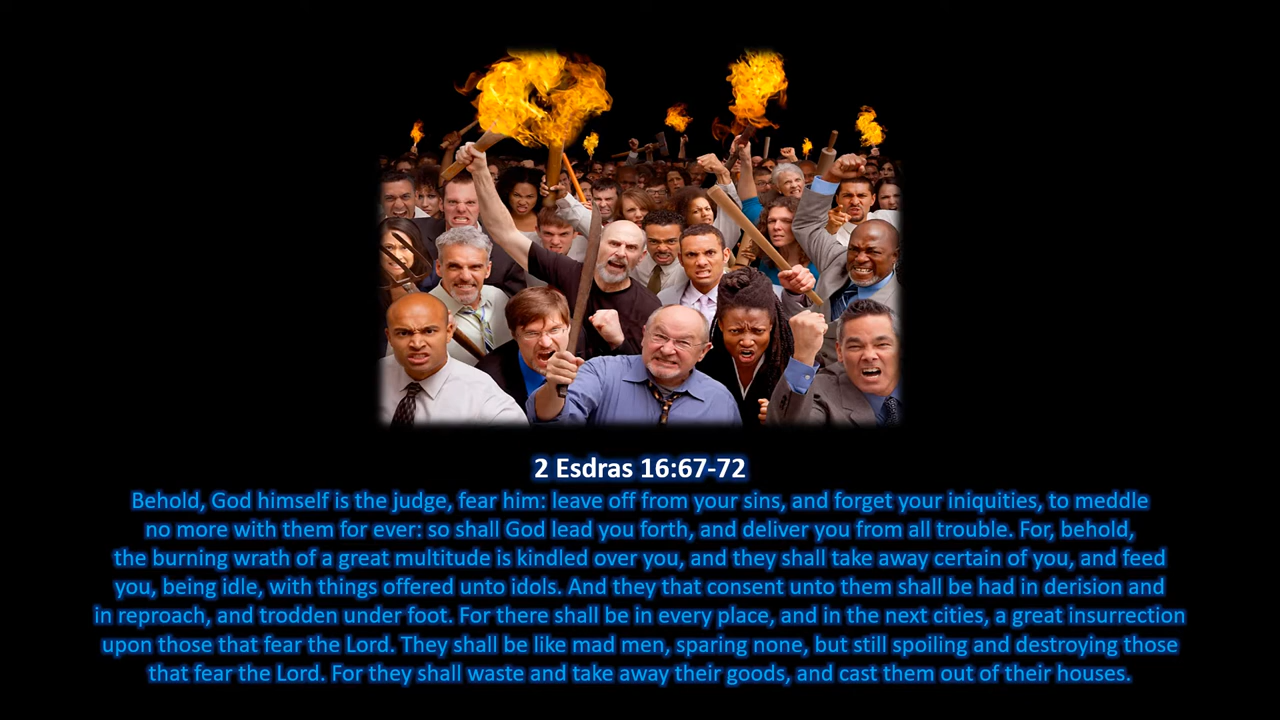 2 Esdras 16:67-72
Behold, God himself is the judge, fear him: leave off from your sins, and forget your iniquities, to meddle
no more with them for ever: so shall God lead you forth, and deliver you from all trouble. For, behold,
the burning wrath of a great multitude is kindled over you, and they shall take away certain of you, and feed
you, being idle, with things offered unto idols. And they that consent unto them shall be had in derision and
in reproach, and trodden under foot. For there shall be in every place, and in the next cities, a great insurrection
upon those that fear the Lord. They shall be like mad men, sparing none, but still spoiling and destroying those
that fear the Lord. For they shall waste and take away their goods, and cast them out of their houses.